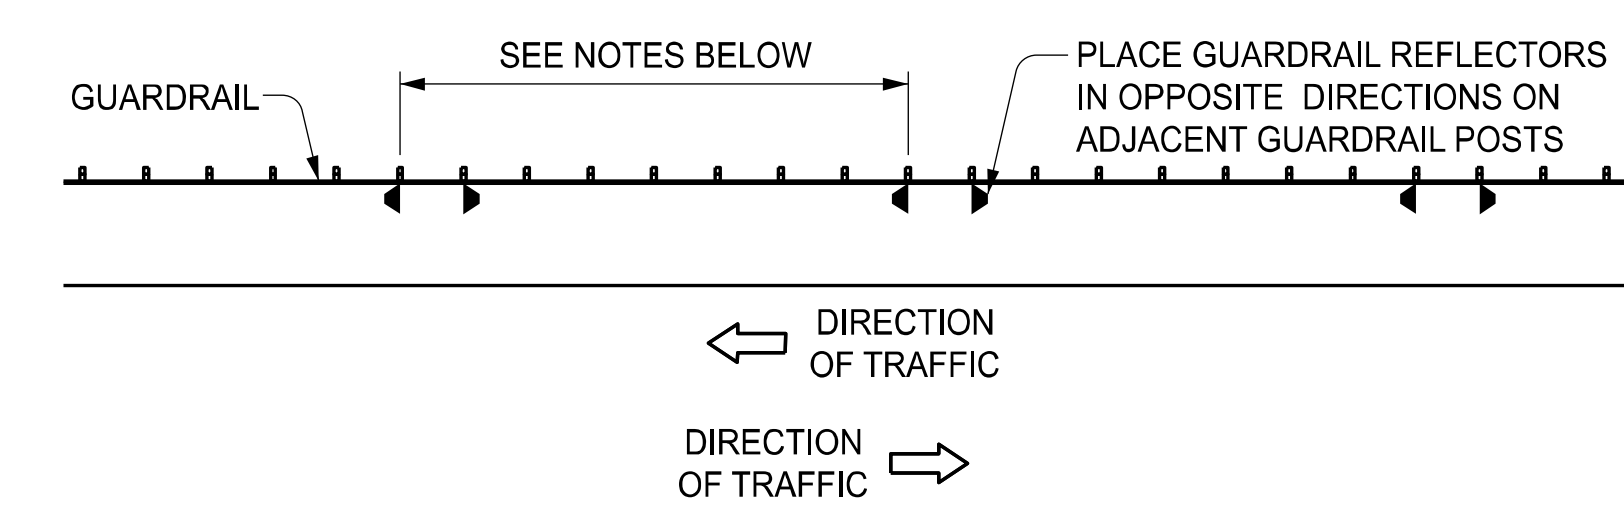 SEE NOTES BELOW
GUARDRAIL
PLACE GUARDRAIL REFLECTORS
IN OPPOSITE DIRECTIONS ON
ADJACENT GUARDRAIL POSTS
DIRECTION
OF TRAFFIC
DIRECTION
OF TRAFFIC